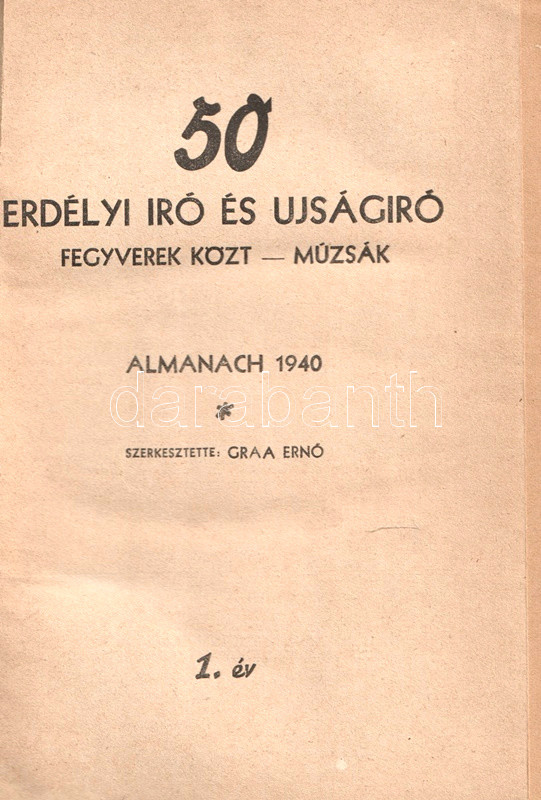 50
ERDÉLYI IRÓ ÉS UJSÁGIRÓ
FEGYVEREK KÖZT — MÚZSÁK
ALMANACH 1940
darabanth
SZERKESZTETTE: GRAA ERNŐ
1. év